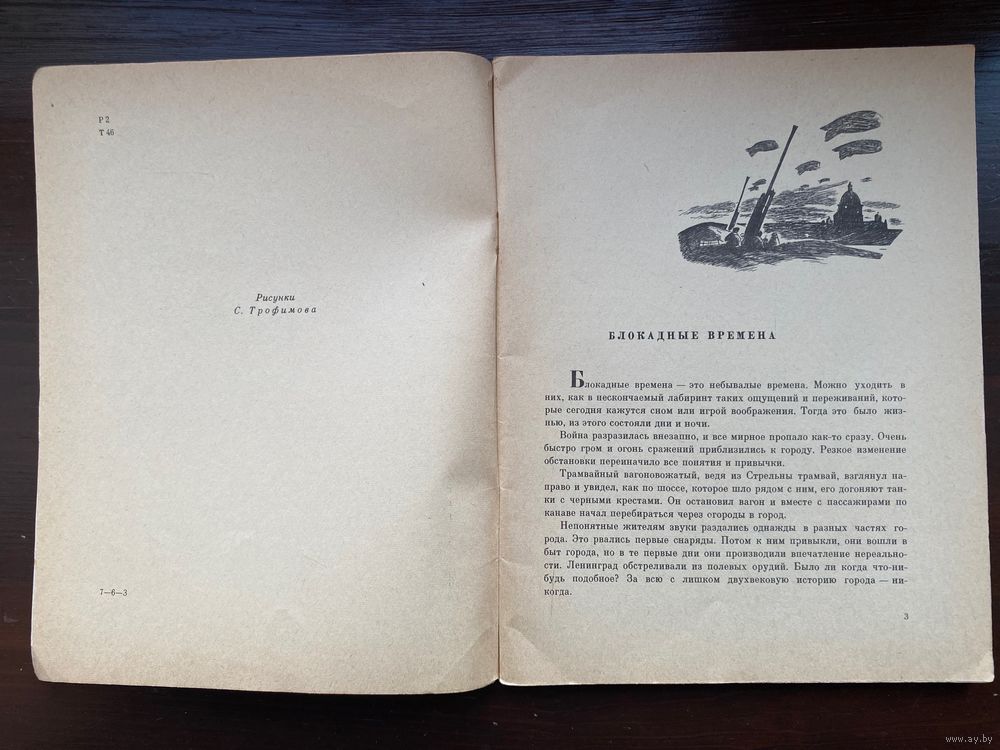 Р 2
Т 46
Рисунки
С. Трофимова
7—6—3
БЛОКАДНЫЕ ВРЕМЕНА
Блокадные времена — это небывалые времена. Можно уходить в
них, как в нескончаемый лабиринт таких ощущений и переживаний, кото-
рые сегодня кажутся сном или игрой воображения. Тогда это было жиз-
нью, из этого состояли дни и ночи.
Война разразилась внезапно, и все мирное пропало как-то сразу. Очень
быстро гром и огонь сражений приблизились к городу. Резкое изменение
обстановки переиначило все понятия и привычки.
Трамвайный вагоновожатый, ведя из Стрельны трамвай, взглянул на-
право и увидел, как по шоссе, которое шло рядом с ним, его догоняют тан-
ки с черными крестами. Он остановил вагон и вместе с пассажирами по
канаве начал перебираться через огороды в город.
Непонятные жителям звуки раздались однажды в разных частях го-
рода. Это рвались первые снаряды. Потом к ним привыкли, они вошли в
быт города, но в те первые дни они производили впечатление нереально-
сти. Ленинград обстреливали из полевых орудий. Было ли когда что-ни-
будь подобное? За всю с лишком двухвековую историю города — ни-
когда.
3
www.ay.by